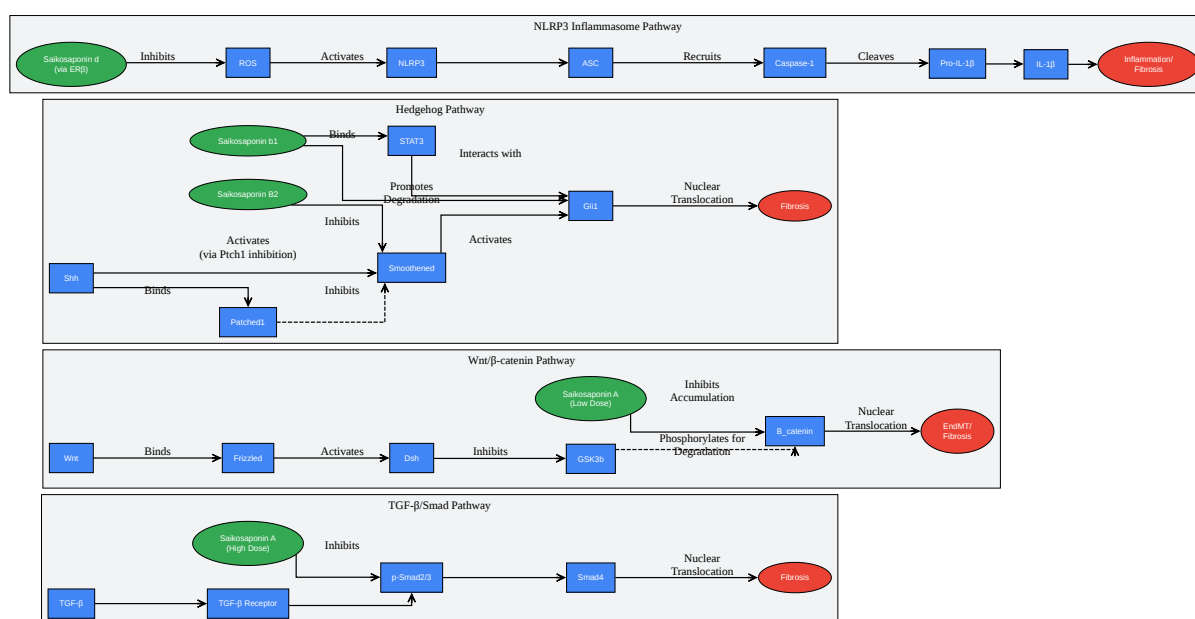 NLRP3 Inflammasome Pathway
Saikosaponin d
(via ERβ)
Inhibits
ROS
Activates
NLRP3
ASC
Recruits
Caspase-1
Cleaves
Pro-IL-1β
IL-1β
Inflammation/
Fibrosis
Hedgehog Pathway
Saikosaponin b1
Binds
STAT3
Interacts with
Saikosaponin B2
Promotes
Degradation
Gli1
Nuclear
Translocation
Fibrosis
Inhibits
Activates
(via Ptch1 inhibition)
Activates
Shh
Smoothened
Binds
Inhibits
Patched1
Wnt/β-catenin Pathway
Saikosaponin A
(Low Dose)
Inhibits
Accumulation
Wnt
Binds
Frizzled
Activates
Dsh
Inhibits
GSK3b
Phosphorylates for
Degradation
B_catenin
Nuclear
Translocation
EndMT/
Fibrosis
TGF-β/Smad Pathway
Saikosaponin A
(High Dose)
Inhibits
TGF-β
TGF-β Receptor
p-Smad2/3
Smad4
Nuclear
Translocation
Fibrosis